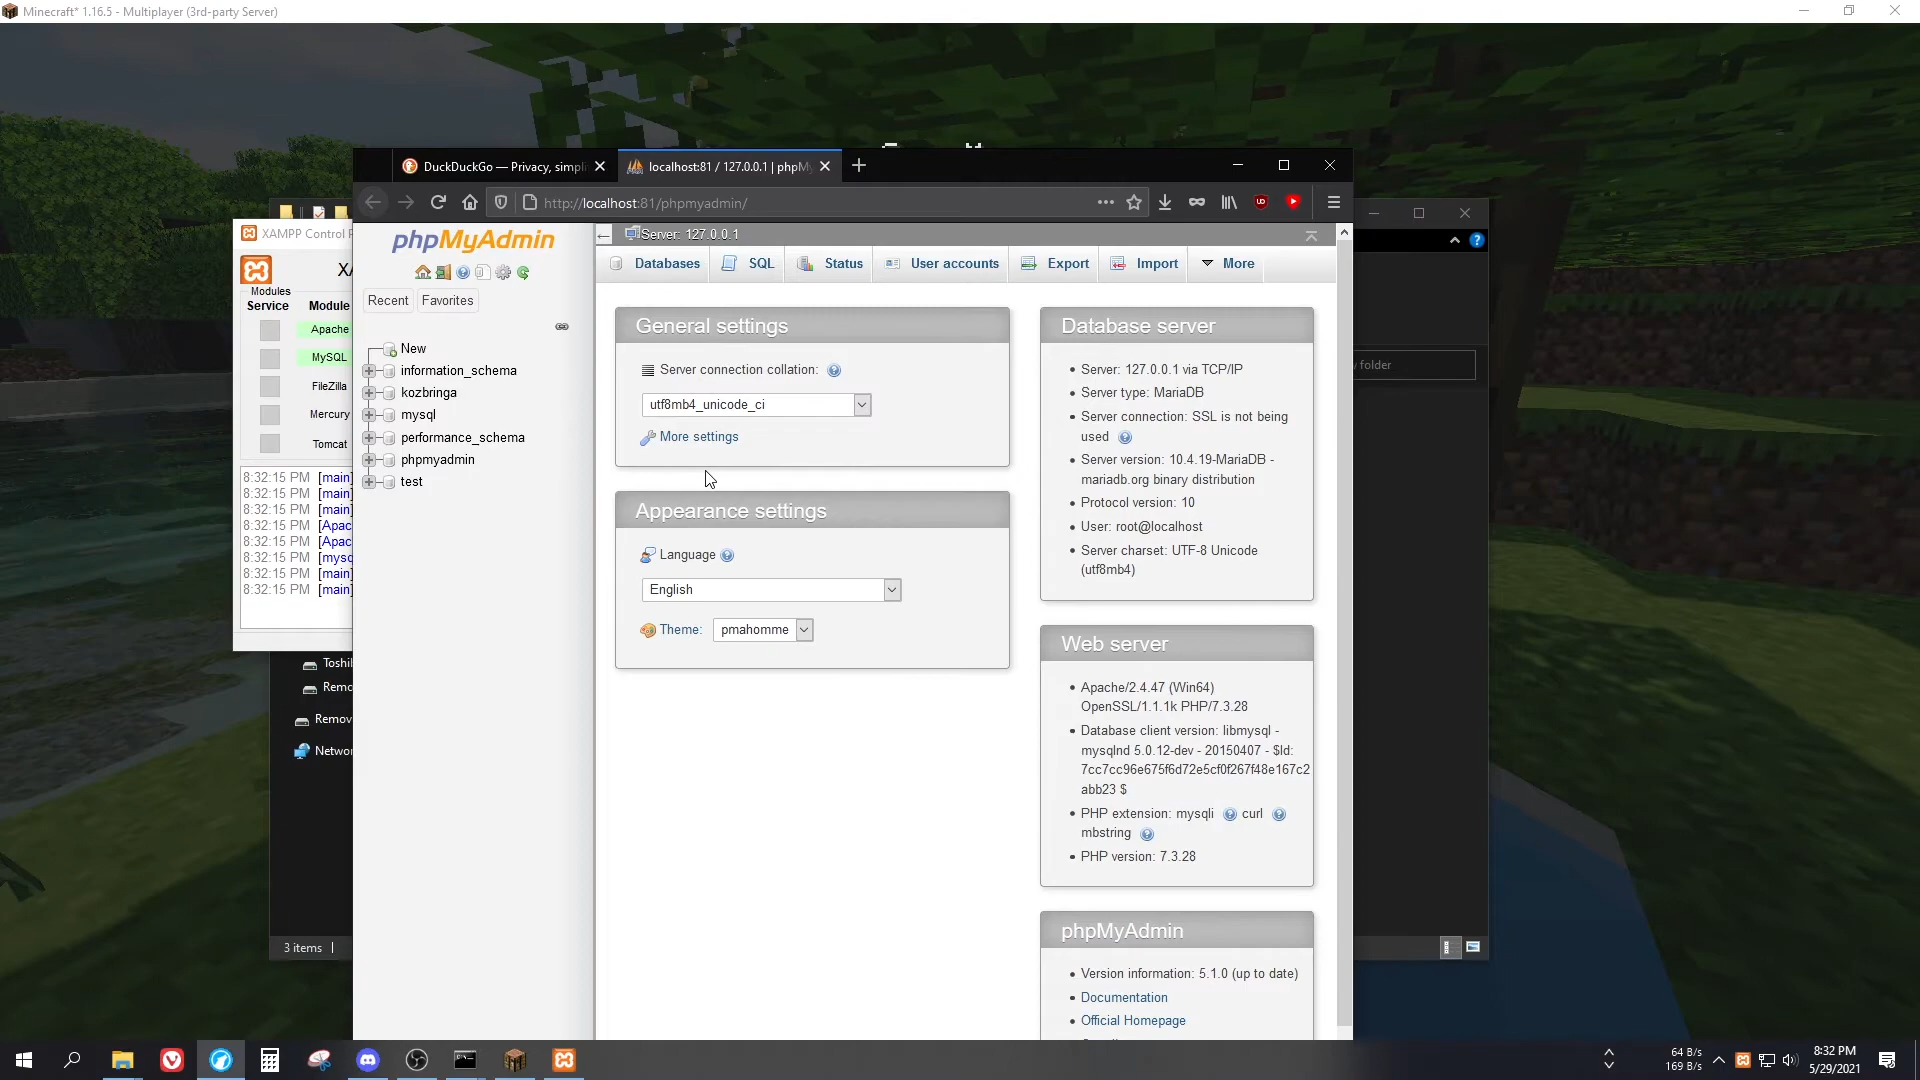 Minecraft* 1.16.5 - Multiplayer (3rd-party Server)
DuckDuckGo — Privacy, simpli
localhost:81 / 127.0.0.1 | phpMy
http://localhost:81/phpmyadmin/
XAMPP Control P
XA
Modules
Service
Module
Apache
MySQL
FileZilla
Mercury
Tomcat
8:32:15 PM [main]
8:32:15 PM [main]
8:32:15 PM [main]
8:32:15 PM [Apac
8:32:15 PM [Apac
8:32:15 PM [mysq
8:32:15 PM [main]
8:32:15 PM [main]
Toshib
Remo
Remov
Networ
3 items
phpMyAdmin
Recent
Favorites
New
information_schema
kozbringa
mysql
performance_schema
phpmyadmin
test
Server: 127.0.0.1
Databases
SQL
Status
User accounts
Export
Import
More
General settings
Server connection collation:
utf8mb4_unicode_ci
More settings
Appearance settings
Language
English
Theme:
pmahomme
Database server
Server: 127.0.0.1 via TCP/IP
Server type: MariaDB
Server connection: SSL is not being
used
Server version: 10.4.19-MariaDB -
mariadb.org binary distribution
Protocol version: 10
User: root@localhost
Server charset: UTF-8 Unicode
(utf8mb4)
Web server
Apache/2.4.47 (Win64)
OpenSSL/1.1.1k PHP/7.3.28
Database client version: libmysql -
mysqlnd 5.0.12-dev - 20150407 - $Id:
7cc7cc96e675f6d72e5cf0f267f48e167c2
abb23 $
PHP extension: mysqli curl
mbstring
PHP version: 7.3.28
phpMyAdmin
Version information: 5.1.0 (up to date)
Documentation
Official Homepage
folder
64 B/s
169 B/s
8:32 PM
5/29/2021